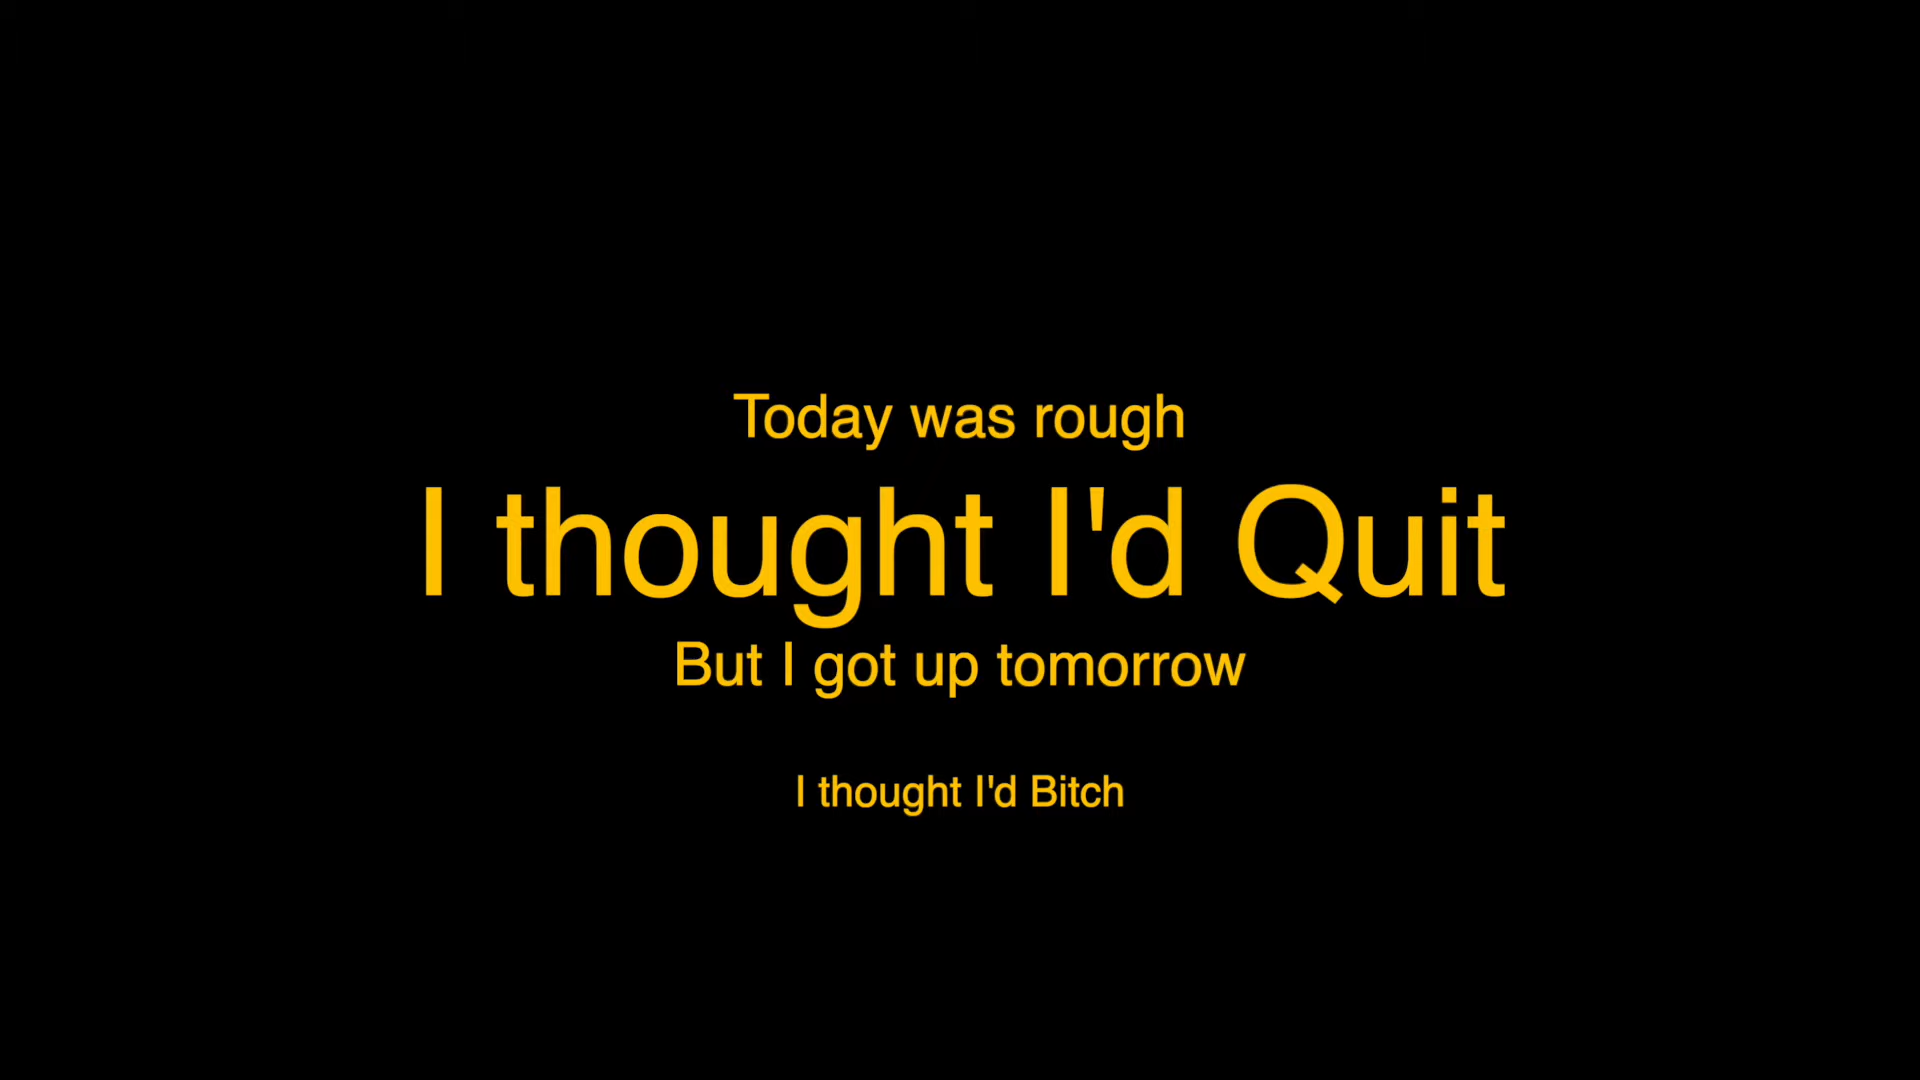 Today was rough
I thought I'd Quit
But I got up tomorrow
I thought I'd Bitch